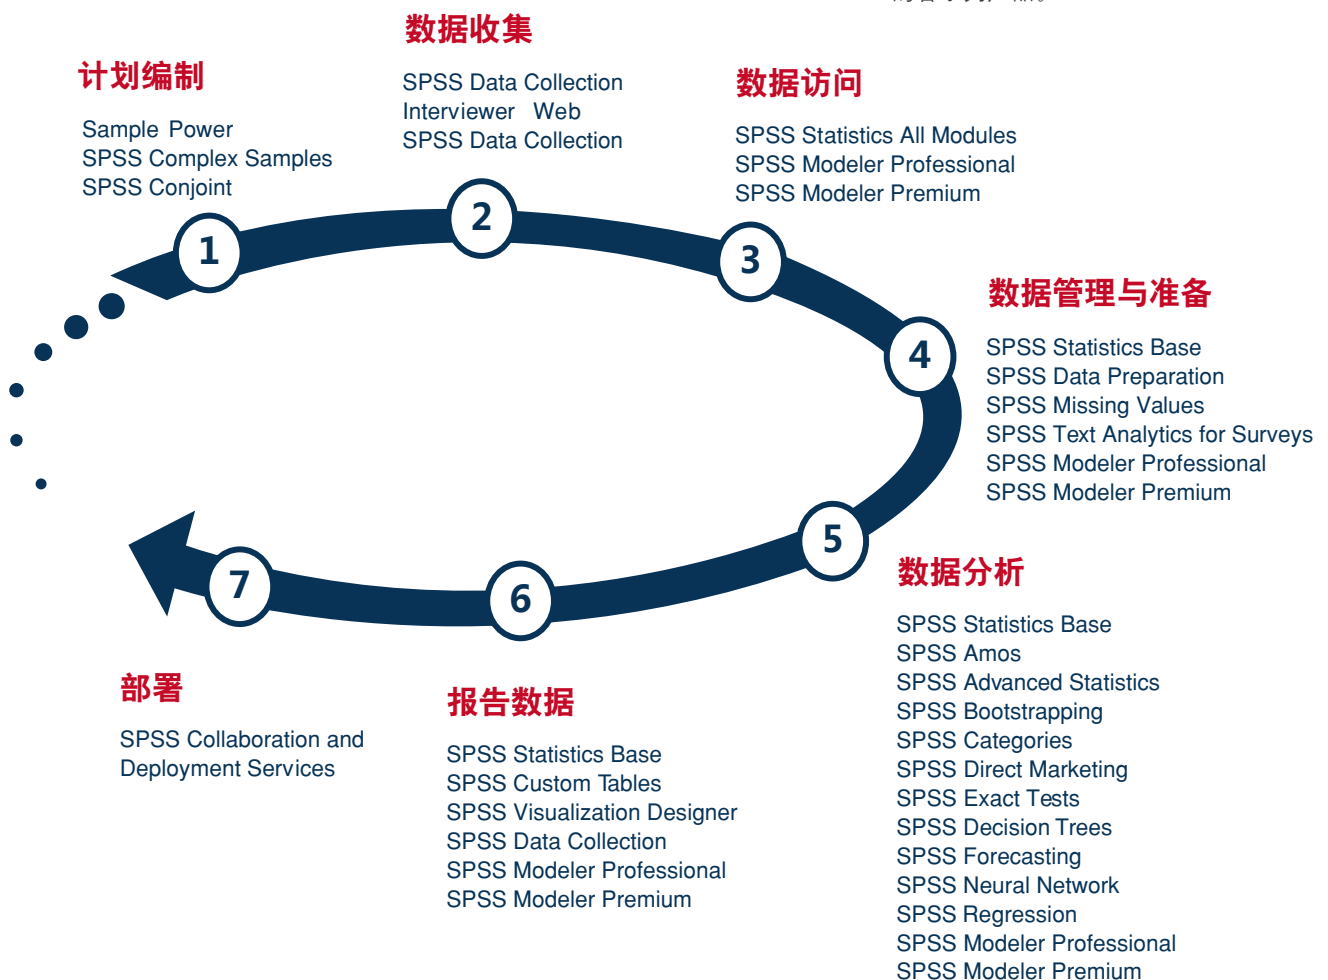 数据收集
SPSS Data Collection
Interviewer Web
SPSS Data Collection
计划编制
Sample Power
SPSS Complex Samples
SPSS Conjoint
数据访问
SPSS Statistics All Modules
SPSS Modeler Professional
SPSS Modeler Premium
1
2
3
数据管理与准备
4
SPSS Statistics Base
SPSS Data Preparation
SPSS Missing Values
SPSS Text Analytics for Surveys
SPSS Modeler Professional
SPSS Modeler Premium
5
数据分析
SPSS Statistics Base
SPSS Amos
SPSS Advanced Statistics
SPSS Bootstrapping
SPSS Categories
SPSS Direct Marketing
SPSS Exact Tests
SPSS Decision Trees
SPSS Forecasting
SPSS Neural Network
SPSS Regression
SPSS Modeler Professional
SPSS Modeler Premium
6
报告数据
SPSS Statistics Base
SPSS Custom Tables
SPSS Visualization Designer
SPSS Data Collection
SPSS Modeler Professional
SPSS Modeler Premium
7
部署
SPSS Collaboration and
Deployment Services